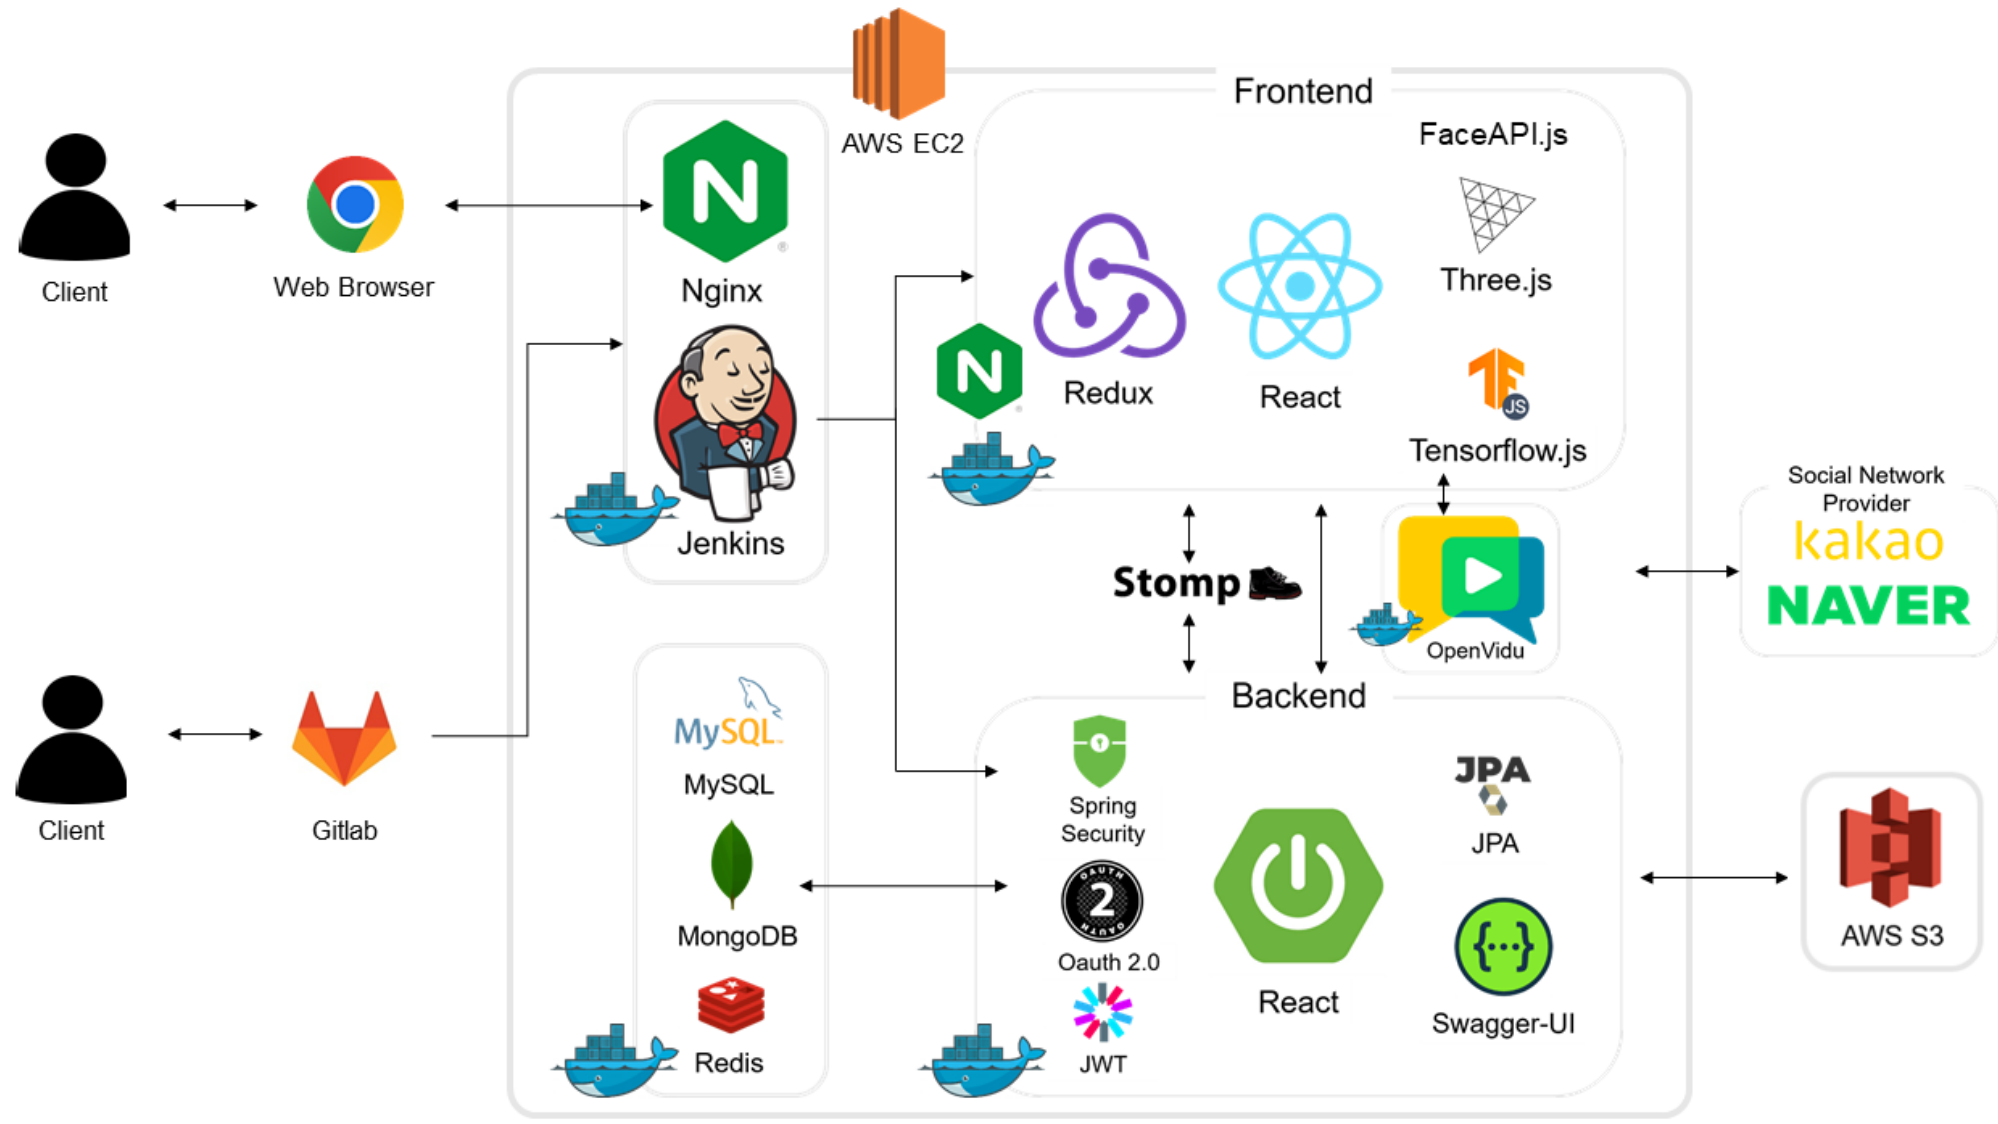 AWS EC2
Frontend
FaceAPI.js
Three.js
N
®
Nginx
Client
Web Browser
N
®
Redux
React
JS
Tensorflow.js
Jenkins
Stomp
OpenVidu
Social Network
Provider
kakao
NAVER
Client
Gitlab
MySQL
MySQL
MongoDB
Redis
Backend
Spring
Security
OAUTH
2
OAUTH
Oauth 2.0
JWT
React
JPA
JPA
{...}
Swagger-UI
AWS S3